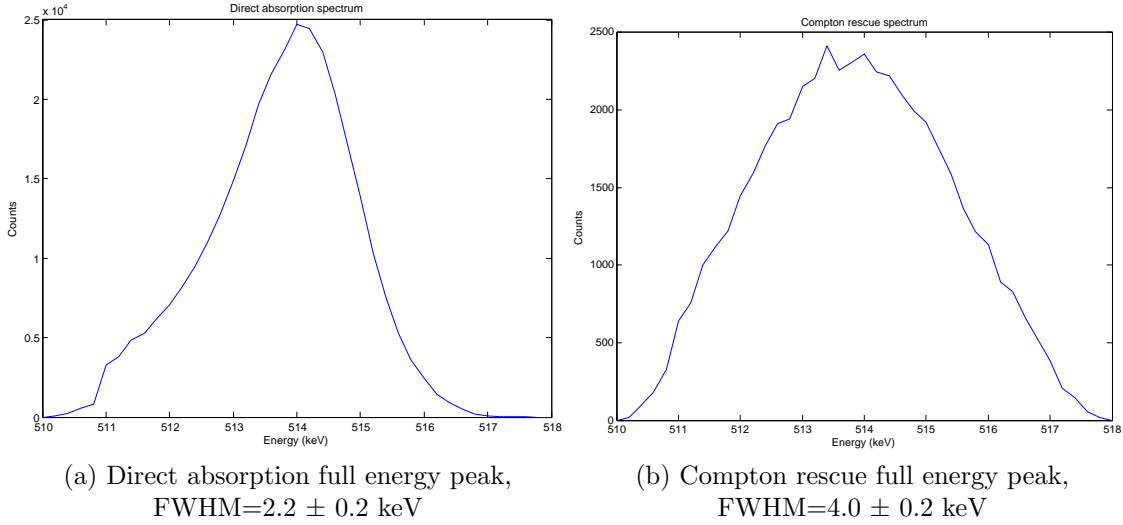 Direct absorption spectrum
x 10⁴
2.5
2
1.5
1
0.5
0
Counts
510 511 512 513 514 515 516 517 518
Energy (keV)
(a) Direct absorption full energy peak,
FWHM=2.2 ± 0.2 keV
Compton rescue spectrum
2500
2000
1500
1000
500
0
Counts
510 511 512 513 514 515 516 517 518
Energy (keV)
(b) Compton rescue full energy peak,
FWHM=4.0 ± 0.2 keV